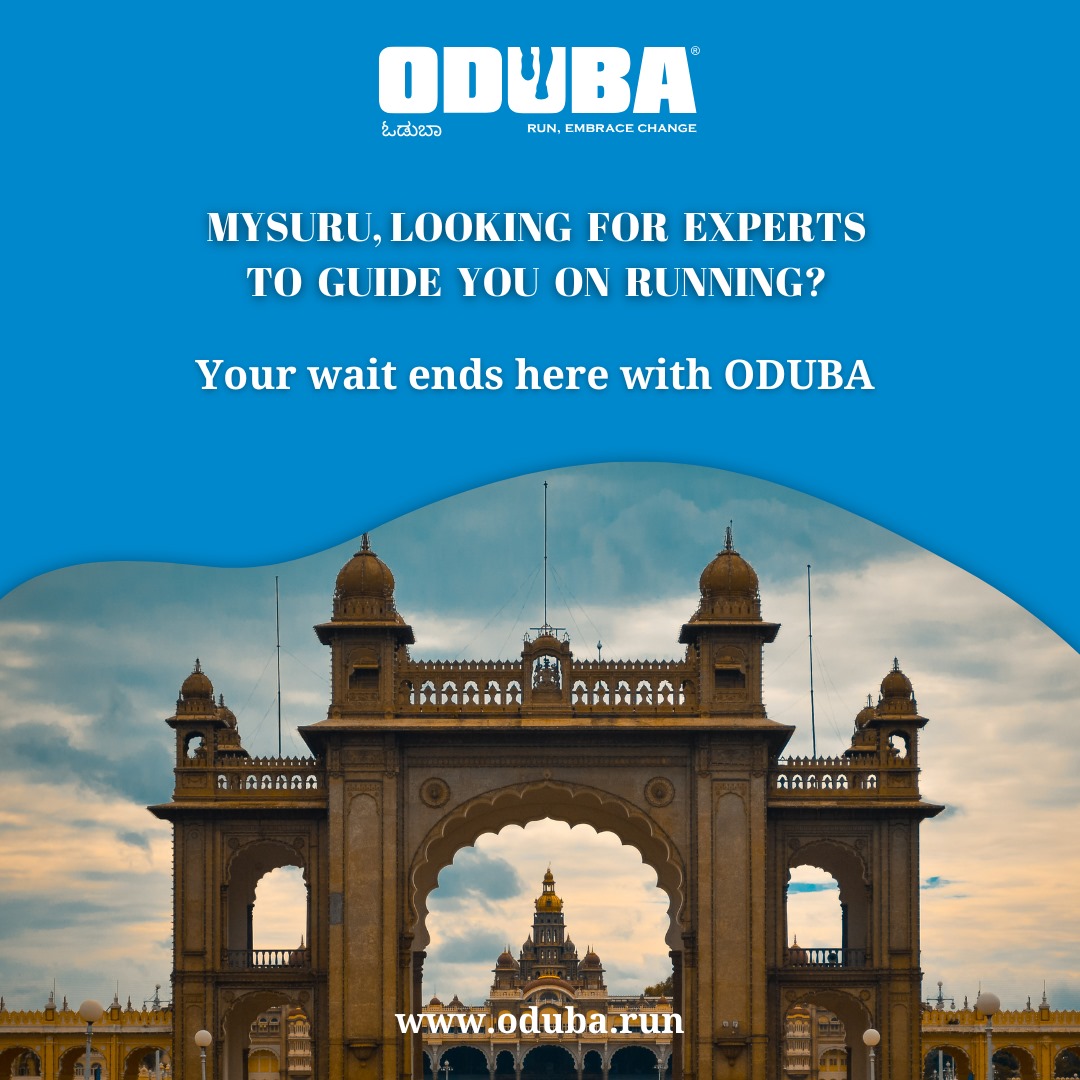 ODUBA®
ಓಡುಬಾ
RUN, EMBRACE CHANGE
MYSURU, LOOKING FOR EXPERTS
TO GUIDE YOU ON RUNNING?
Your wait ends here with ODUBA
www.oduba.run